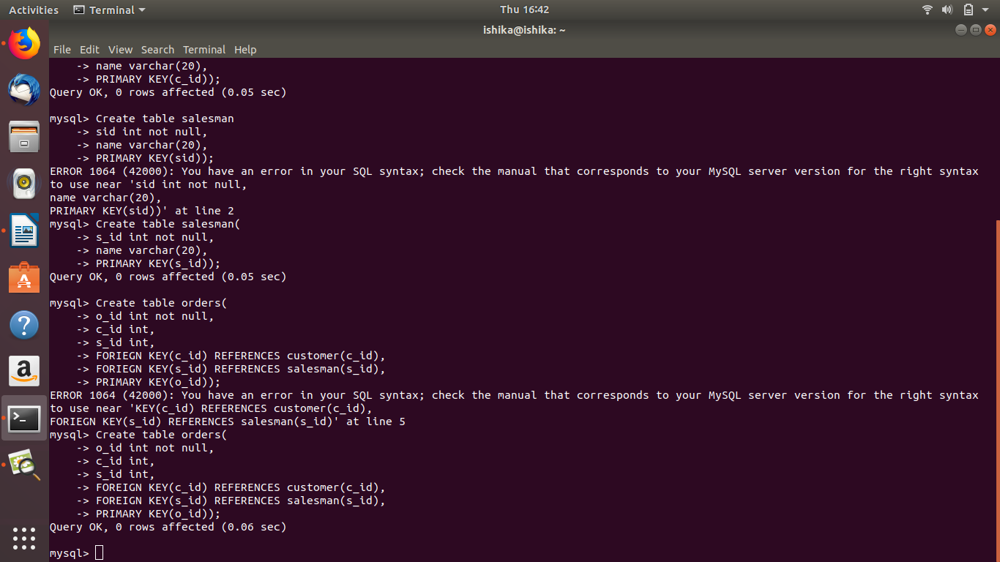 Activities Terminal Thu 16:42
ishika@ishika: ~
File Edit View Search Terminal Help
-> name varchar(20),
-> PRIMARY KEY(c_id));
Query OK, 0 rows affected (0.05 sec)
mysql> Create table salesman
-> sid int not null,
-> name varchar(20),
-> PRIMARY KEY(sid));
ERROR 1064 (42000): You have an error in your SQL syntax; check the manual that corresponds to your MySQL server version for the right syntax
to use near 'sid int not null,
name varchar(20),
PRIMARY KEY(sid))' at line 2
mysql> Create table salesman(
-> s_id int not null,
-> name varchar(20),
-> PRIMARY KEY(s_id));
Query OK, 0 rows affected (0.05 sec)
mysql> Create table orders(
-> o_id int not null,
-> c_id int,
-> s_id int,
-> FORIEGN KEY(c_id) REFERENCES customer(c_id),
-> FORIEGN KEY(s_id) REFERENCES salesman(s_id),
-> PRIMARY KEY(o_id));
ERROR 1064 (42000): You have an error in your SQL syntax; check the manual that corresponds to your MySQL server version for the right syntax
to use near 'KEY(c_id) REFERENCES customer(c_id),
FORIEGN KEY(s_id) REFERENCES salesman(s_id)' at line 5
mysql> Create table orders(
-> o_id int not null,
-> c_id int,
-> s_id int,
-> FOREIGN KEY(c_id) REFERENCES customer(c_id),
-> FOREIGN KEY(s_id) REFERENCES salesman(s_id),
-> PRIMARY KEY(o_id));
Query OK, 0 rows affected (0.06 sec)
mysql>